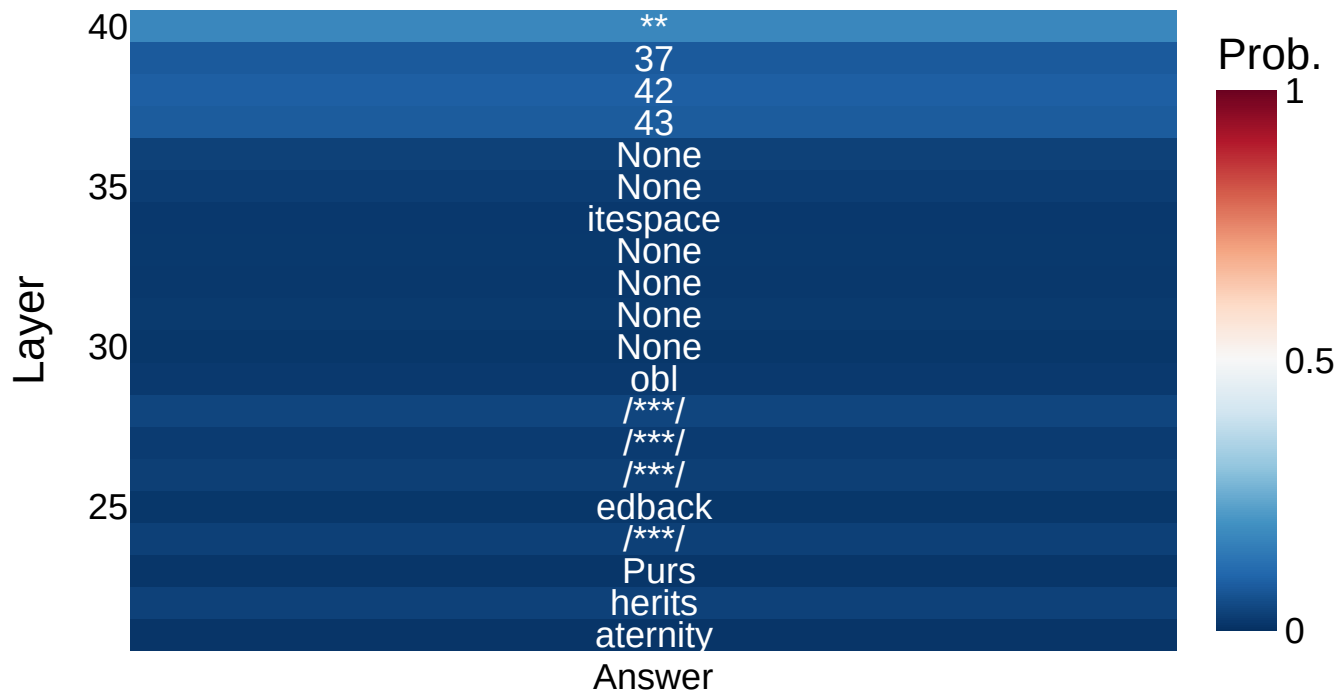 40
**
Prob.
37
1
42
43
None
35
None
itespace
None
None
Layer
None
30
None
0.5
obl
/***/
/***/
/***/
25
edback
/***/
Purs
herits
0
aternity
Answer